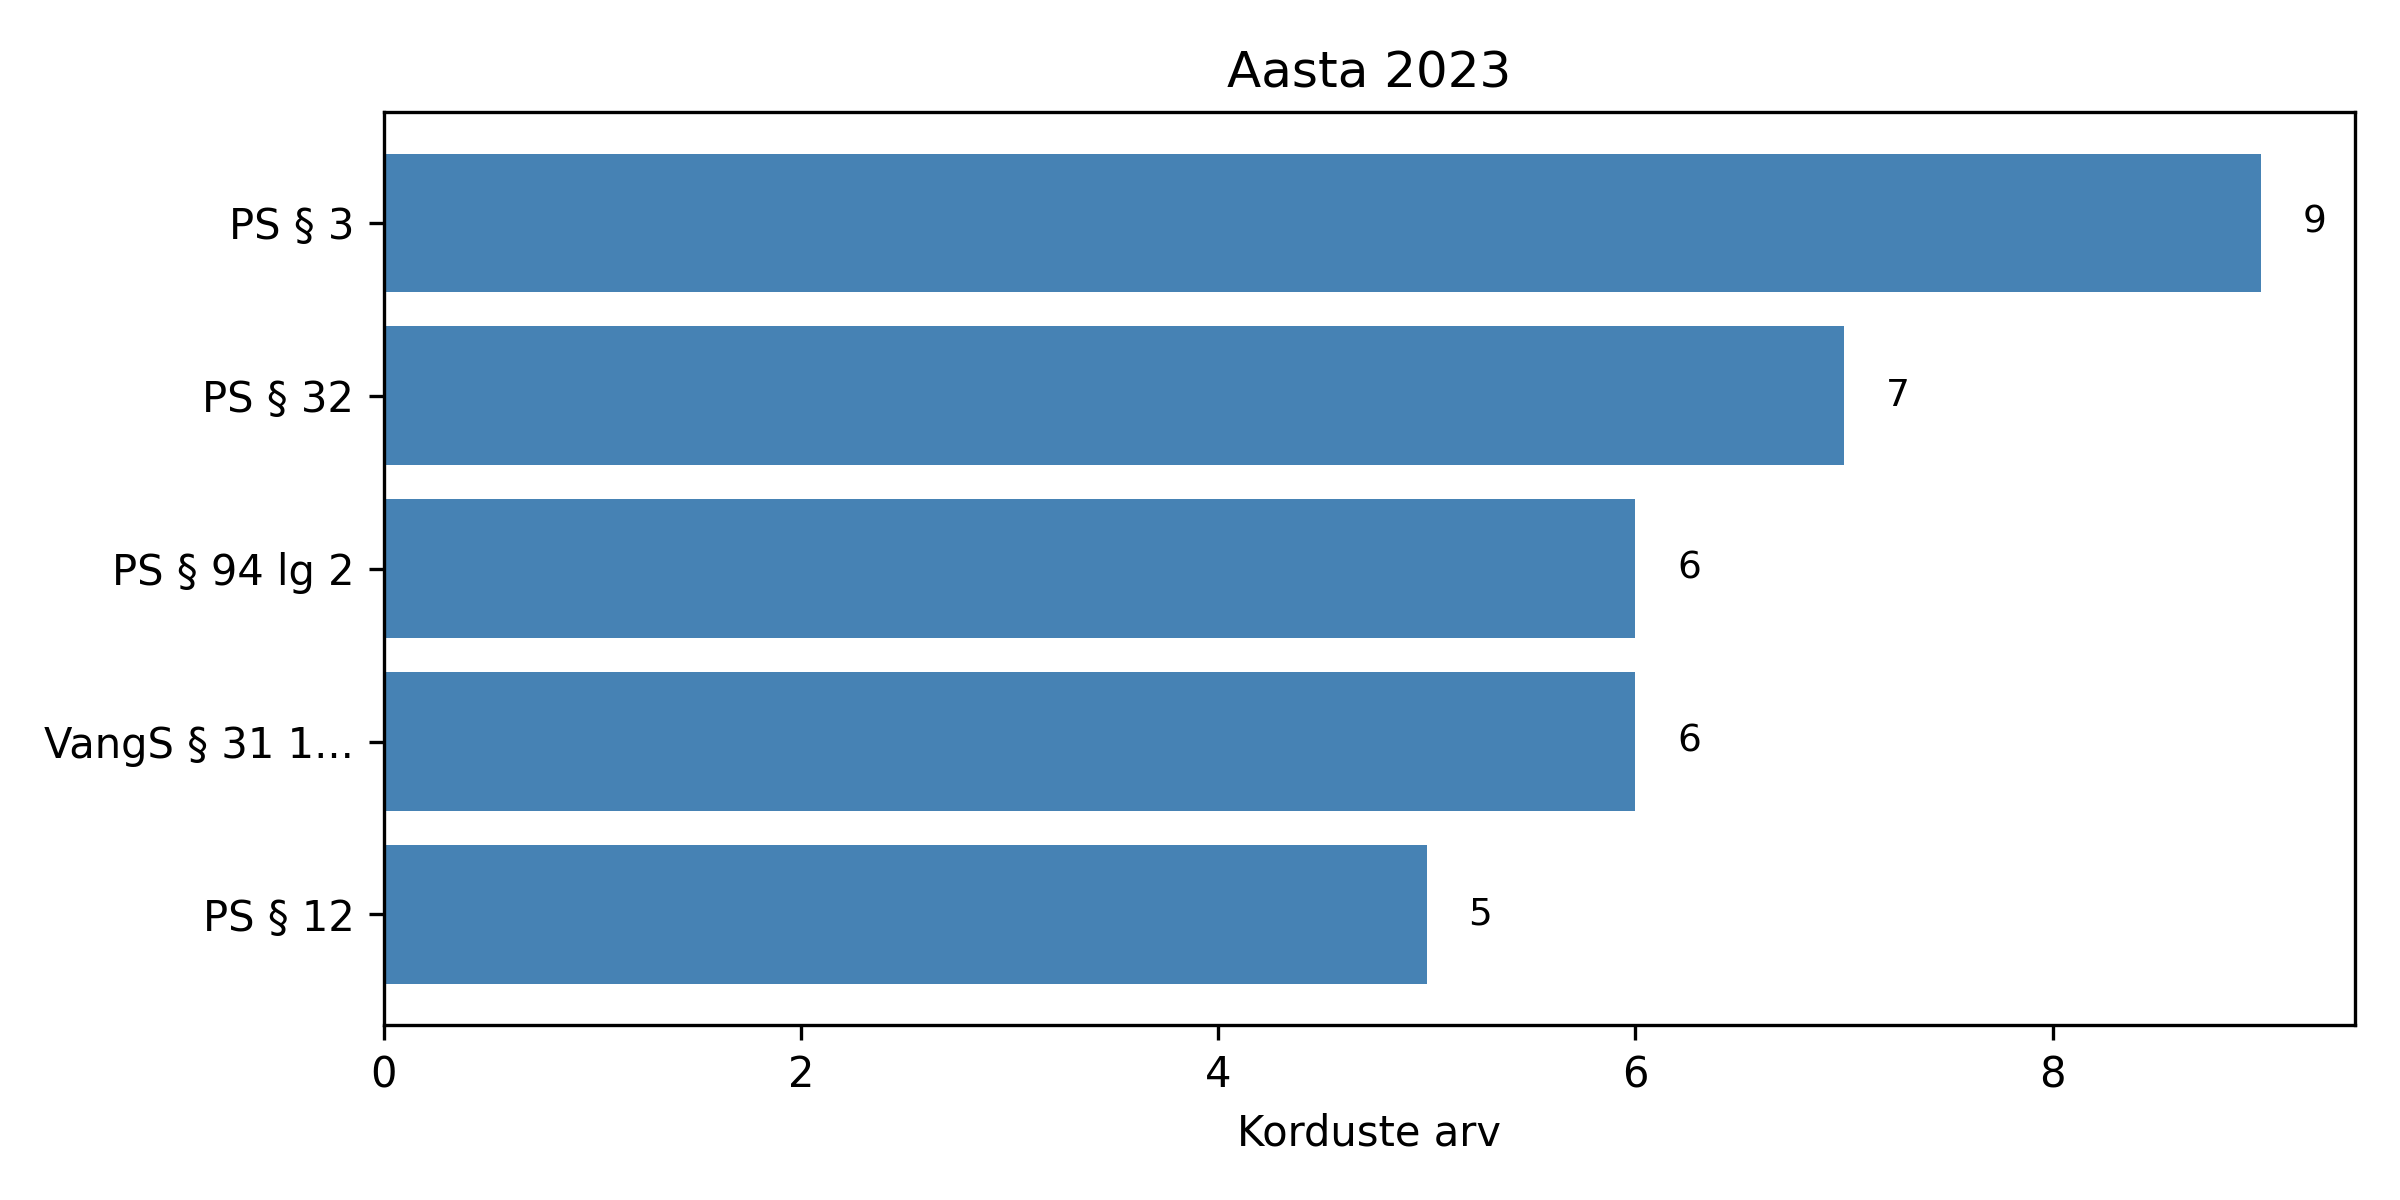 Aasta 2023
PS § 3
9
PS § 32
7
PS § 94 lg 2
6
VangS § 31 1...
6
PS § 12
5
0 2 4 6 8
Korduste arv